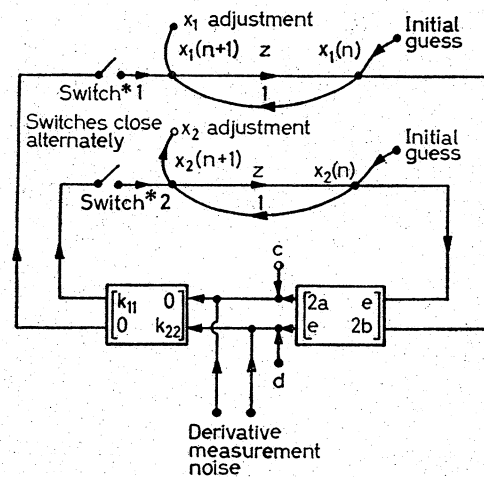 x₁ adjustment
Initial guess
x₁(n+1)
z
x₁(n)
1
Switch*1
Switches close alternately
x₂ adjustment
Initial guess
x₂(n+1)
z
x₂(n)
1
Switch*2
c
k₁₁ 0
0 k₂₂
2a e
e 2b
d
Derivative measurement noise